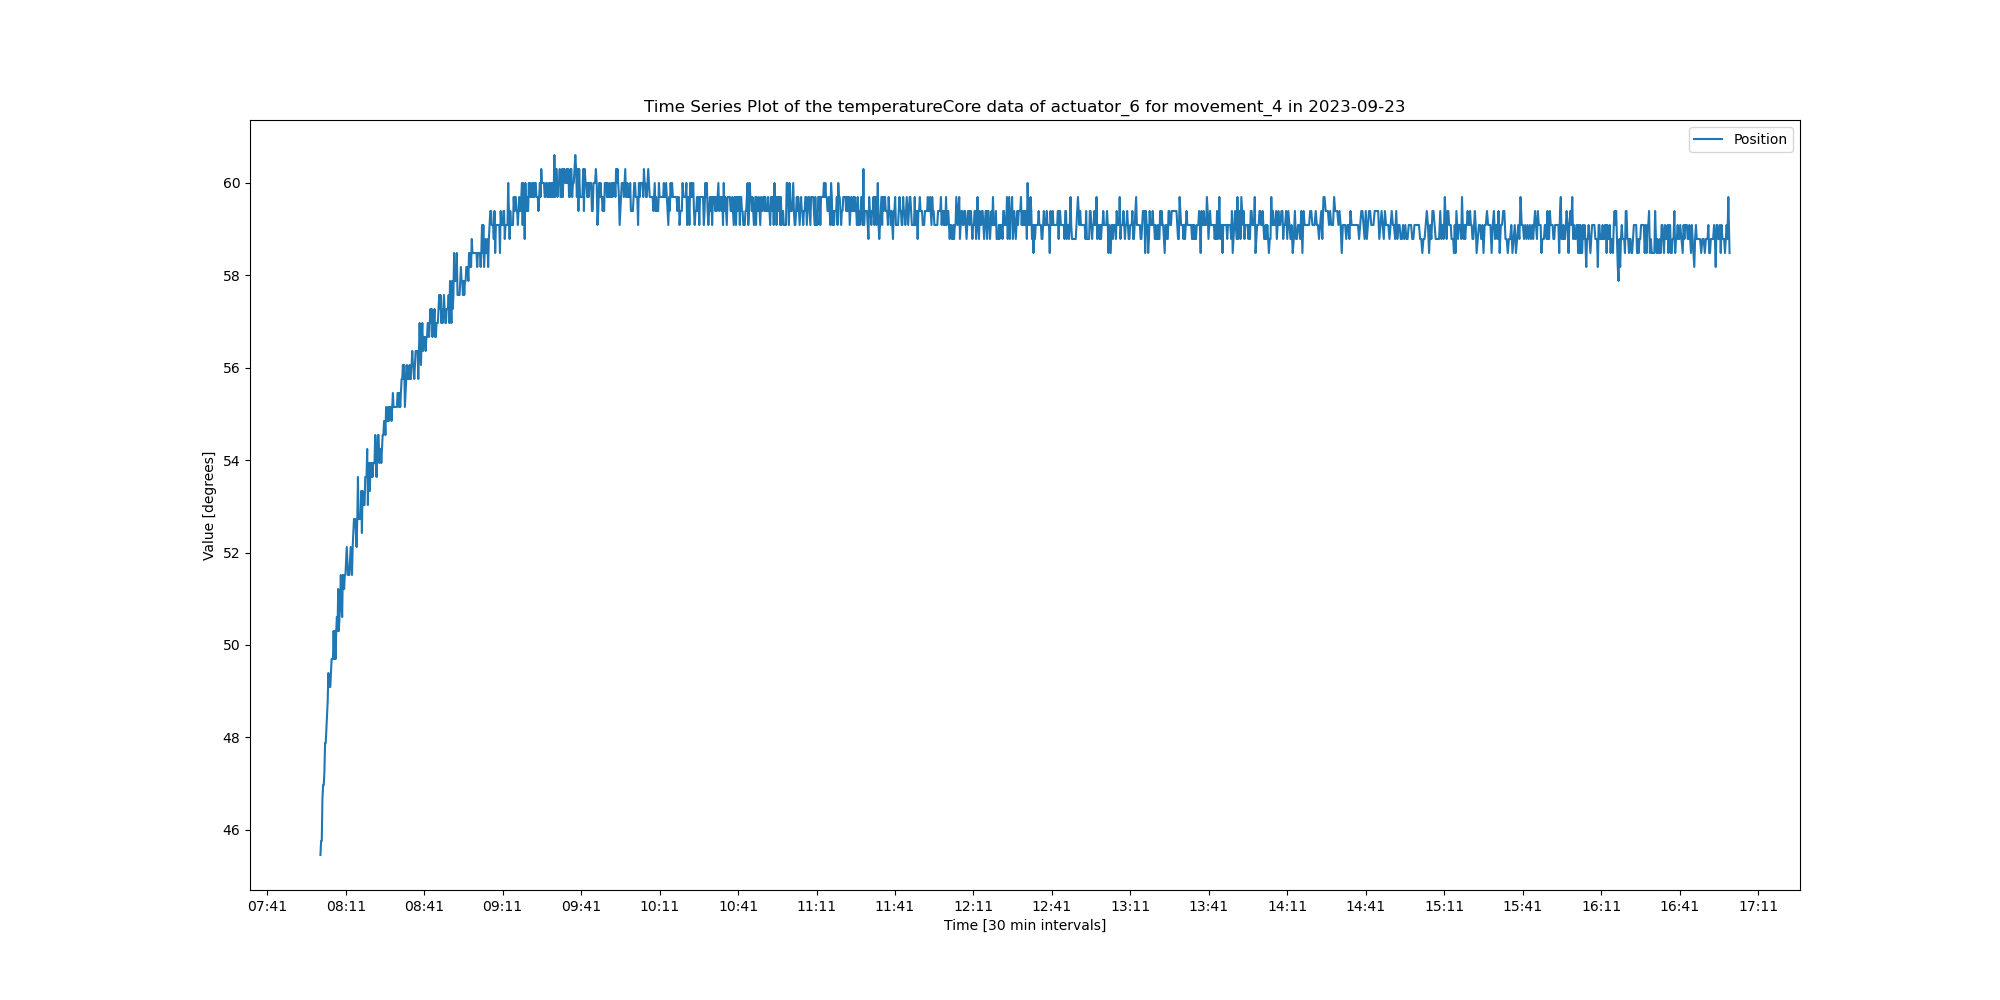 Time Series Plot of the temperatureCore data of actuator_6 for movement_4 in 2023-09-23
Position
60
58
56
54
52
50
48
46
Value [degrees]
07:41 08:11 08:41 09:11 09:41 10:11 10:41 11:11 11:41 12:11 12:41 13:11 13:41 14:11 14:41 15:11 15:41 16:11 16:41 17:11
Time [30 min intervals]